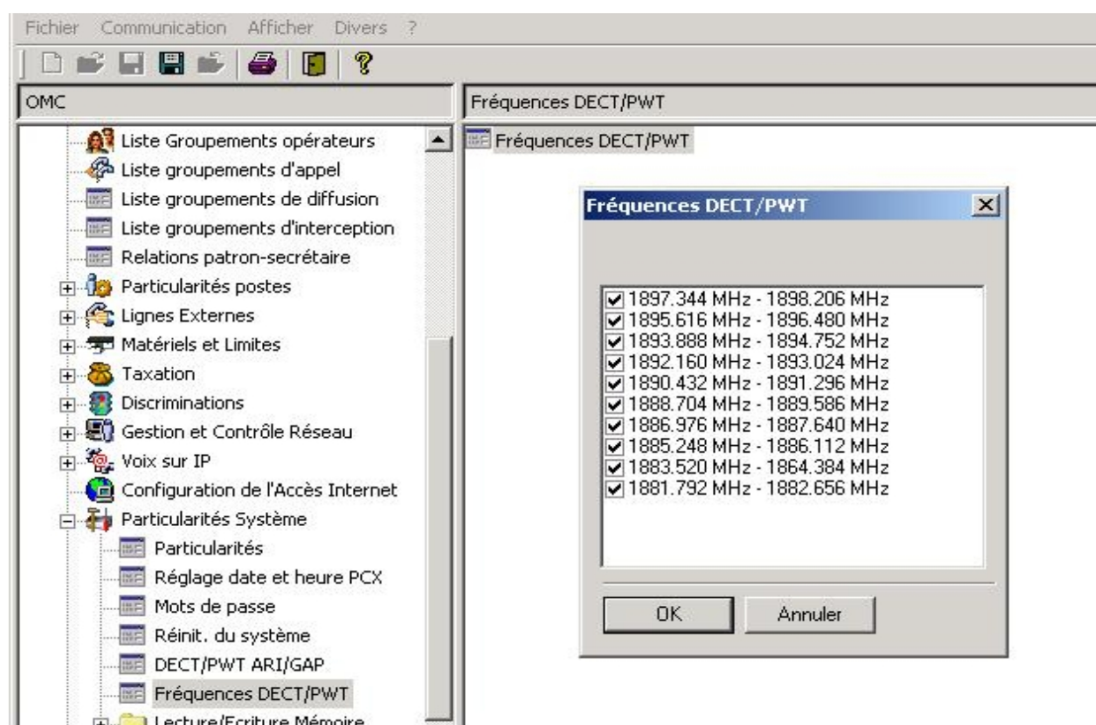 Fichier Communication Afficher Divers ?
OMC
Fréquences DECT/PWT
Liste Groupements opérateurs
Liste groupements d'appel
Liste groupements de diffusion
Liste groupements d'interception
Relations patron-secrétaire
Particularités postes
Lignes Externes
Matériels et Limites
Taxation
Discriminations
Gestion et Contrôle Réseau
Voix sur IP
Configuration de l'Accès Internet
Particularités Système
Particularités
Réglage date et heure PCX
Mots de passe
Réinit. du système
DECT/PWT ARI/GAP
Fréquences DECT/PWT
Lecture/Ecriture Mémoire
Fréquences DECT/PWT
Fréquences DECT/PWT
1897.344 MHz - 1898.206 MHz
1895.616 MHz - 1896.480 MHz
1893.888 MHz - 1894.752 MHz
1892.160 MHz - 1893.024 MHz
1890.432 MHz - 1891.296 MHz
1888.704 MHz - 1889.586 MHz
1886.976 MHz - 1887.640 MHz
1885.248 MHz - 1886.112 MHz
1883.520 MHz - 1864.384 MHz
1881.792 MHz - 1882.656 MHz
OK Annuler